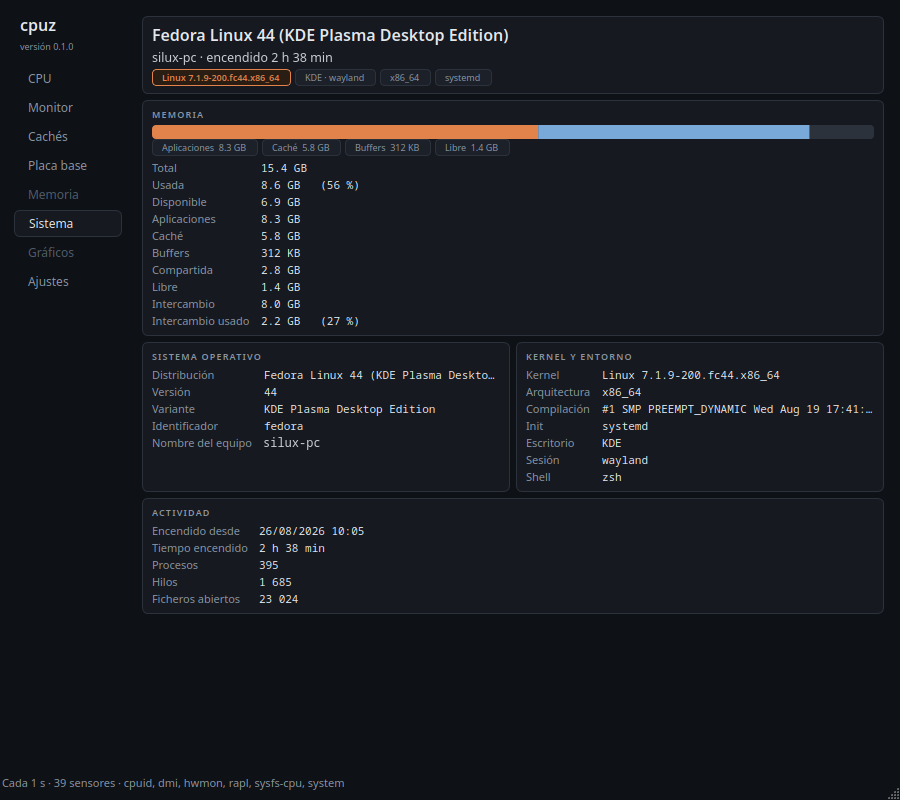 cpuz
versión 0.1.0
CPU
Monitor
Cachés
Placa base
Memoria
Sistema
Gráficos
Ajustes
Fedora Linux 44 (KDE Plasma Desktop Edition)
silux-pc · encendido 2 h 38 min
Linux 7.1.9-200.fc44.x86_64 KDE · wayland x86_64 systemd
MEMORIA
Aplicaciones 8.3 GB Caché 5.8 GB Buffers 312 KB Libre 1.4 GB
Total 15.4 GB
Usada 8.6 GB (56 %)
Disponible 6.9 GB
Aplicaciones 8.3 GB
Caché 5.8 GB
Buffers 312 KB
Compartida 2.8 GB
Libre 1.4 GB
Intercambio 8.0 GB
Intercambio usado 2.2 GB (27 %)
SISTEMA OPERATIVO
Distribución Fedora Linux 44 (KDE Plasma Deskto…
Versión 44
Variante KDE Plasma Desktop Edition
Identificador fedora
Nombre del equipo silux-pc
KERNEL Y ENTORNO
Kernel Linux 7.1.9-200.fc44.x86_64
Arquitectura x86_64
Compilación #1 SMP PREEMPT_DYNAMIC Wed Aug 19 17:41:…
Init systemd
Escritorio KDE
Sesión wayland
Shell zsh
ACTIVIDAD
Encendido desde 26/08/2026 10:05
Tiempo encendido 2 h 38 min
Procesos 395
Hilos 1 685
Ficheros abiertos 23 024
Cada 1 s · 39 sensores · cpuid, dmi, hwmon, rapl, sysfs-cpu, system